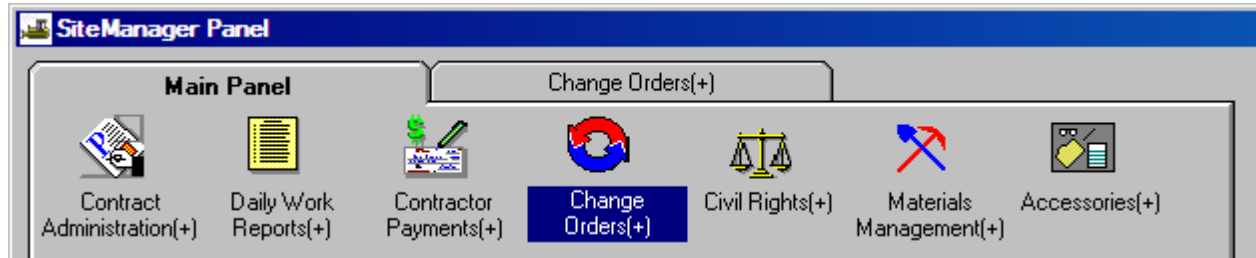 SiteManager Panel
Main Panel
Change Orders(+)
Contract
Administration(+)
Daily Work
Reports(+)
Contractor
Payments(+)
Change
Orders(+)
Civil Rights(+)
Materials
Management(+)
Accessories(+)